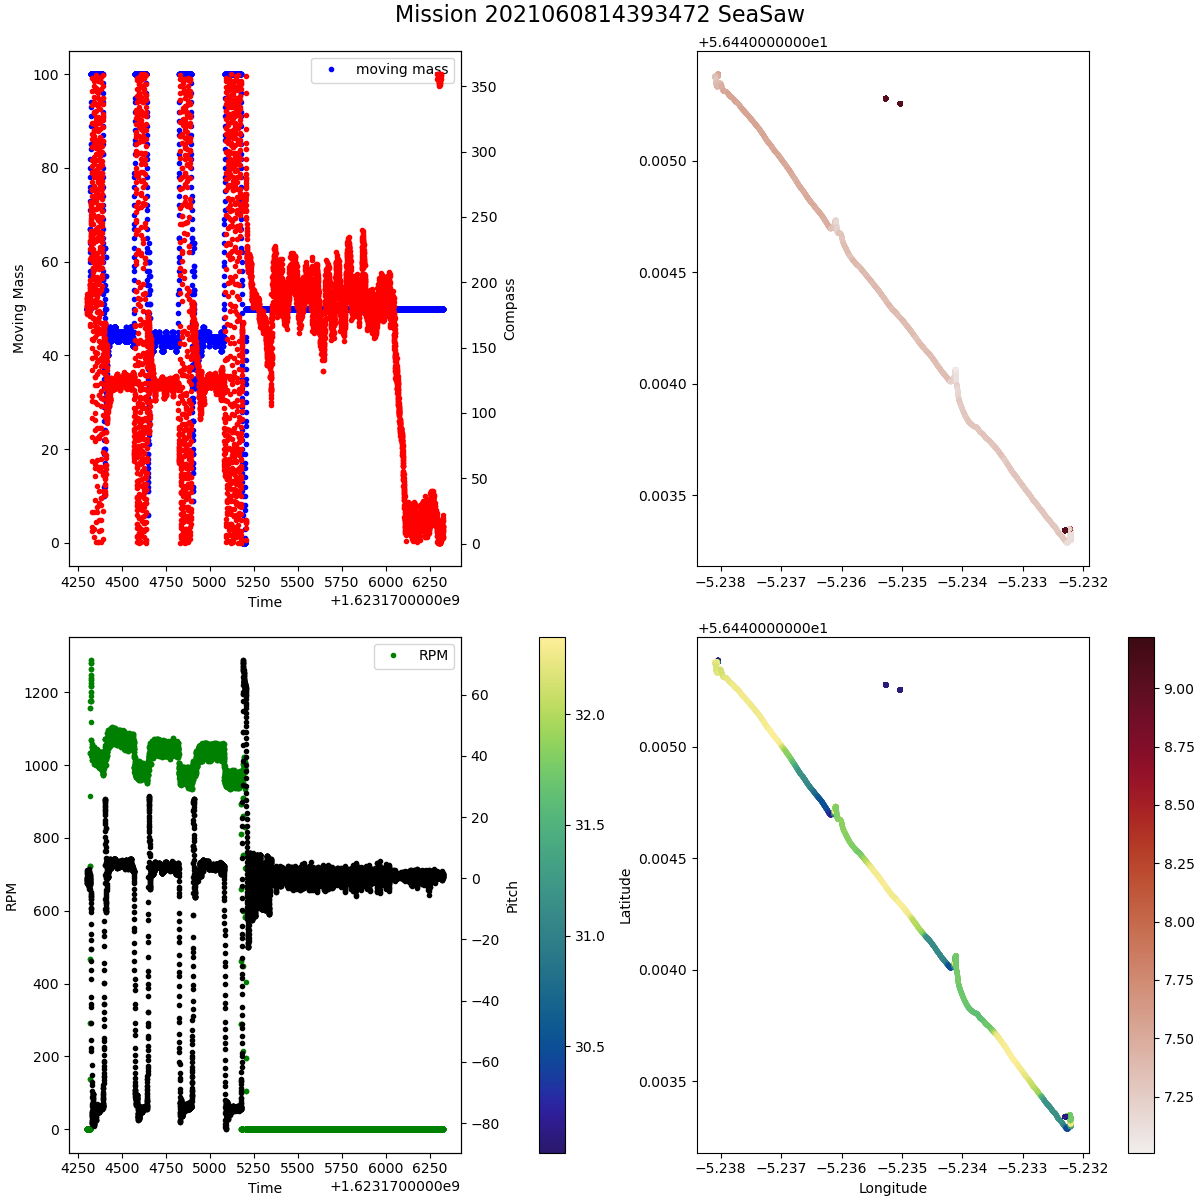 Mission 2021060814393472 SeaSaw
+5.6440000000e1
moving mass
100
80
60
40
20
0
Moving Mass
350
300
250
200
150
100
50
0
Compass
4250 4500 4750 5000 5250 5500 5750 6000 6250
Time
+1.6231700000e9
0.0050
0.0045
0.0040
0.0035
−5.238 −5.237 −5.236 −5.235 −5.234 −5.233 −5.232
+5.6440000000e1
RPM
1200
1000
800
600
400
200
0
RPM
60
40
20
0
−20
−40
−60
−80
Pitch
4250 4500 4750 5000 5250 5500 5750 6000 6250
Time
+1.6231700000e9
32.0
31.5
31.0
30.5
Latitude
0.0050
0.0045
0.0040
0.0035
−5.238 −5.237 −5.236 −5.235 −5.234 −5.233 −5.232
Longitude
9.00
8.75
8.50
8.25
8.00
7.75
7.50
7.25